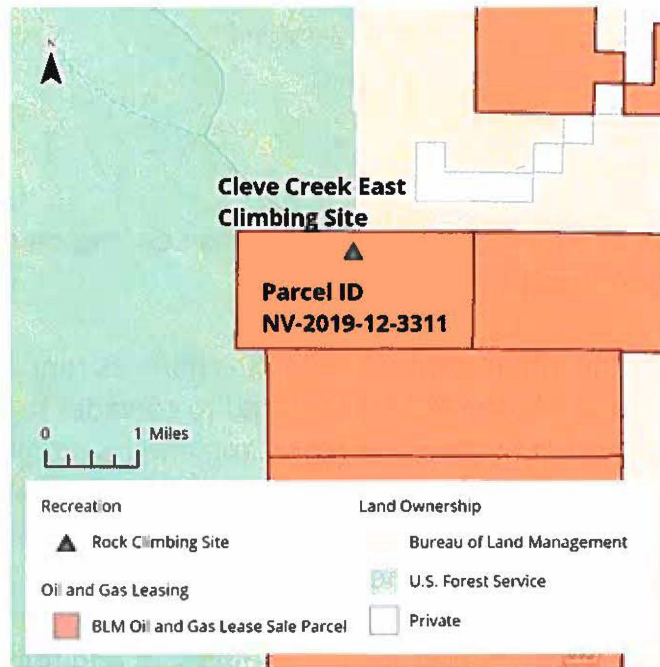 N
Cleve Creek East
Climbing Site
Parcel ID
NV-2019-12-3311
0 1 Miles
Recreation
Rock Climbing Site
Oil and Gas Leasing
BLM Oil and Gas Lease Sale Parcel
Land Ownership
Bureau of Land Management
U.S. Forest Service
Private